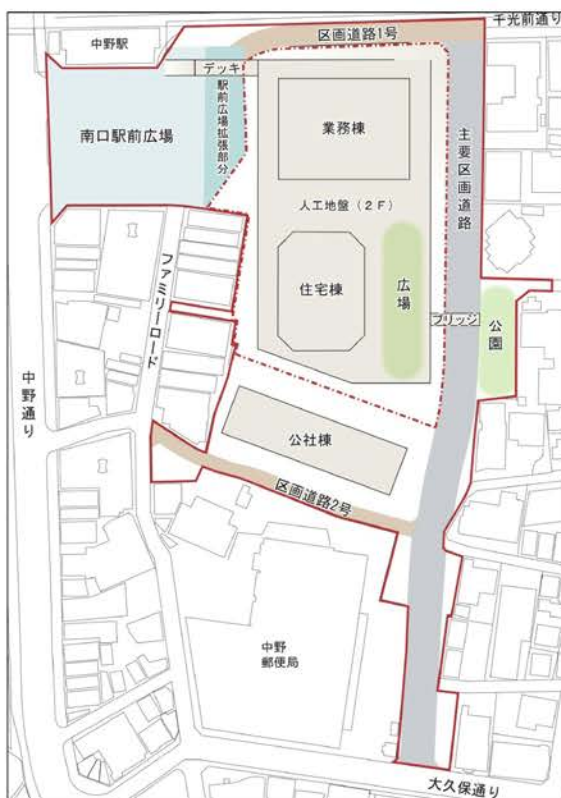 千光前通り
中野駅
区画道路1号
デッキ
南口駅前広場
駅前広場拡張部分
業務棟
主要区画道路
人工地盤（2F）
住宅棟
広場
ファミリーロード
ブリッジ
公園
中野通り
公社棟
区画道路2号
中野
郵便局
大久保通り